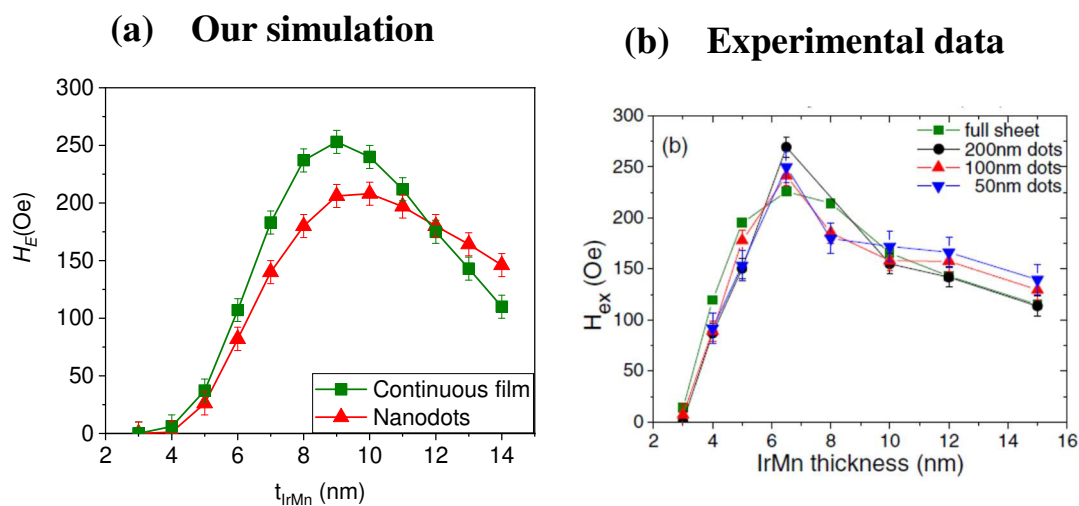 (a) Our simulation
H_E(Oe)
300
250
200
150
100
50
0
2 4 6 8 10 12 14
t_IrMn (nm)
Continuous film
Nanodots
(b) Experimental data
(b)
H_ex (Oe)
300
250
200
150
100
50
0
2 4 6 8 10 12 14 16
IrMn thickness (nm)
full sheet
200nm dots
100nm dots
50nm dots